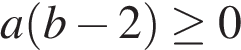 a(b − 2) ≥ 0